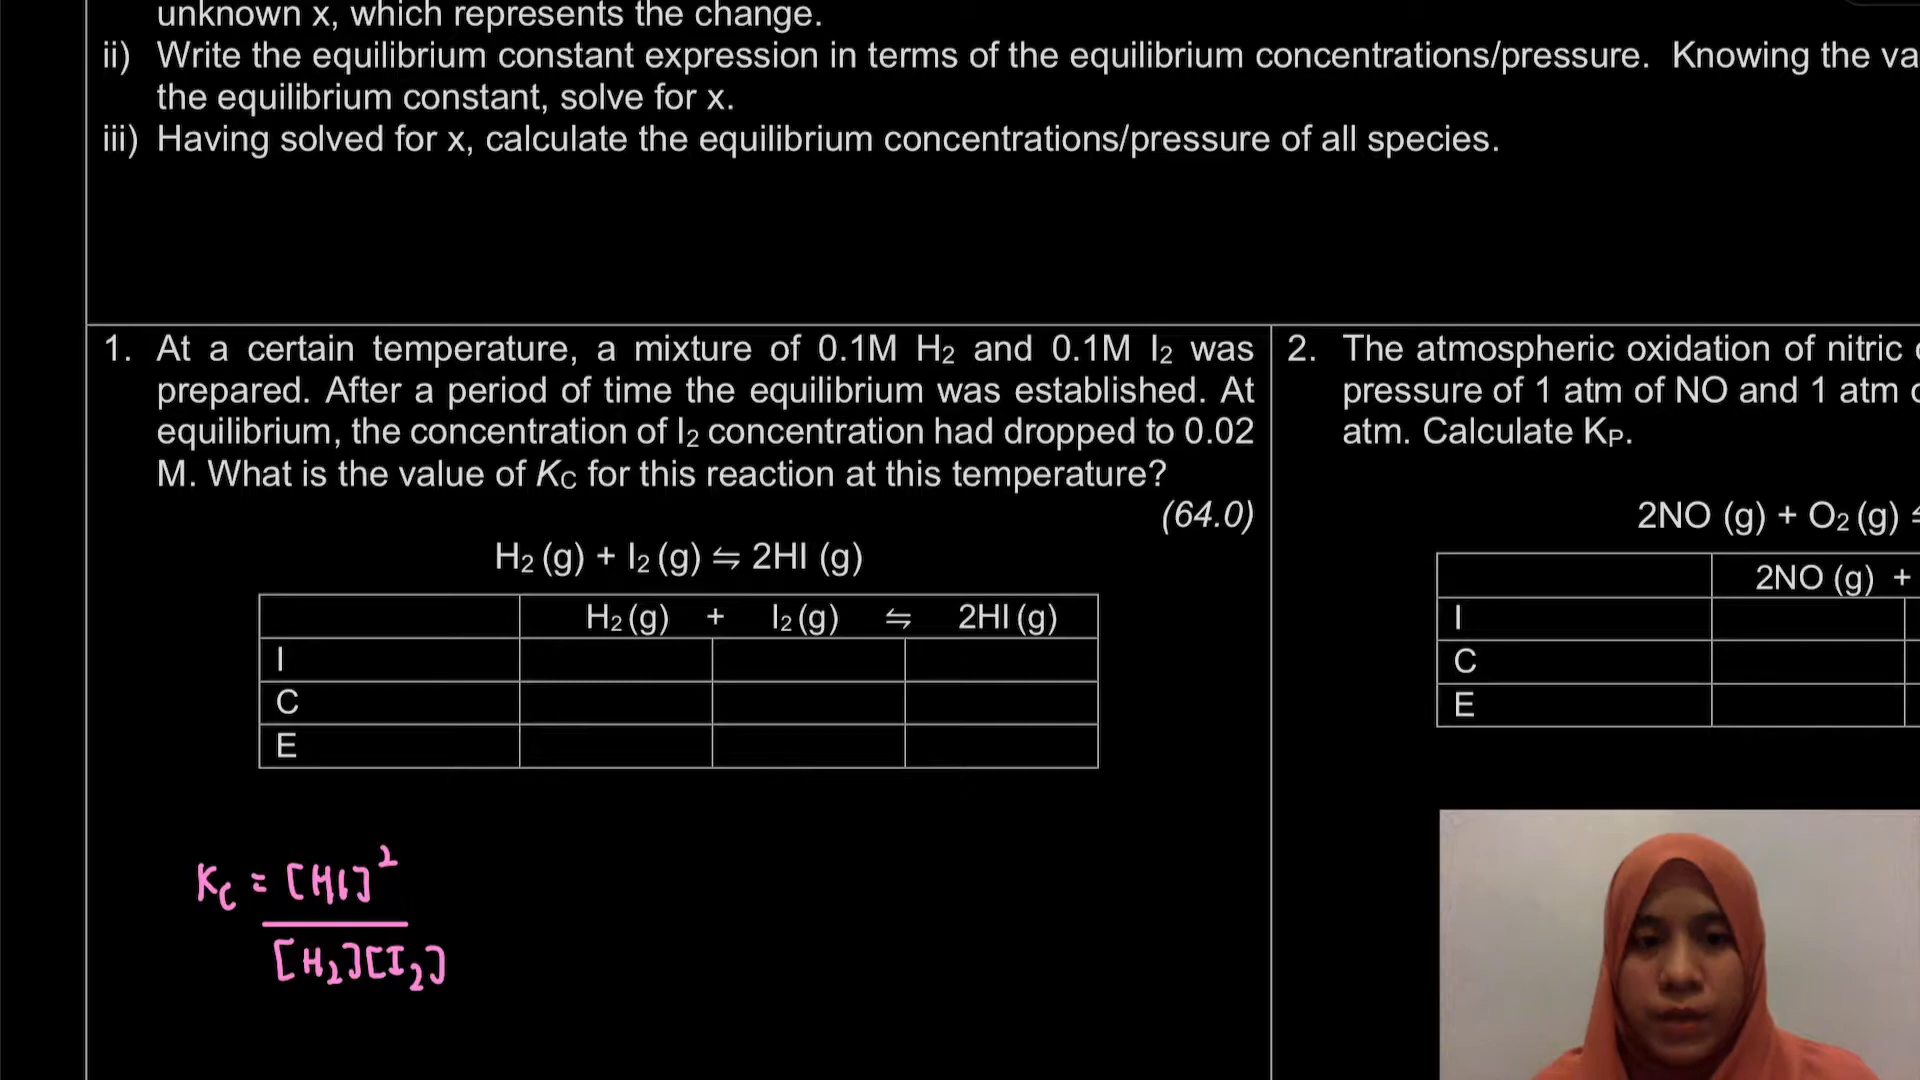 unknown x, which represents the change.
ii) Write the equilibrium constant expression in terms of the equilibrium concentrations/pressure. Knowing the va
the equilibrium constant, solve for x.
iii) Having solved for x, calculate the equilibrium concentrations/pressure of all species.
1. At a certain temperature, a mixture of 0.1M H₂ and 0.1M I₂ was
prepared. After a period of time the equilibrium was established. At
equilibrium, the concentration of I₂ concentration had dropped to 0.02
M. What is the value of Kc for this reaction at this temperature?
(64.0)
H₂ (g) + I₂ (g) ⇋ 2HI (g)
H₂ (g) + I₂ (g) ⇋ 2HI (g)
I
C
E
Kc = [HI]²
[H₂][I₂]
2. The atmospheric oxidation of nitric
pressure of 1 atm of NO and 1 atm
atm. Calculate KP.
2NO (g) + O₂ (g)
2NO (g) +
I
C
E